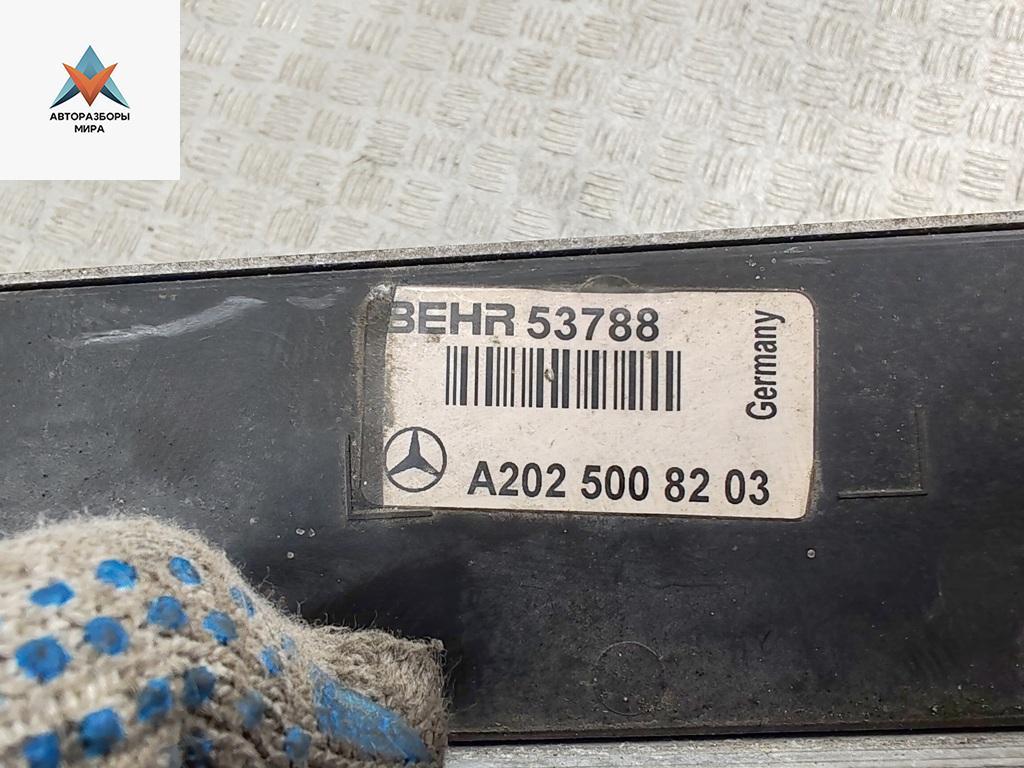 АВТОРАЗБОРЫ
МИРА
BEHR 53788
Germany
A202 500 82 03